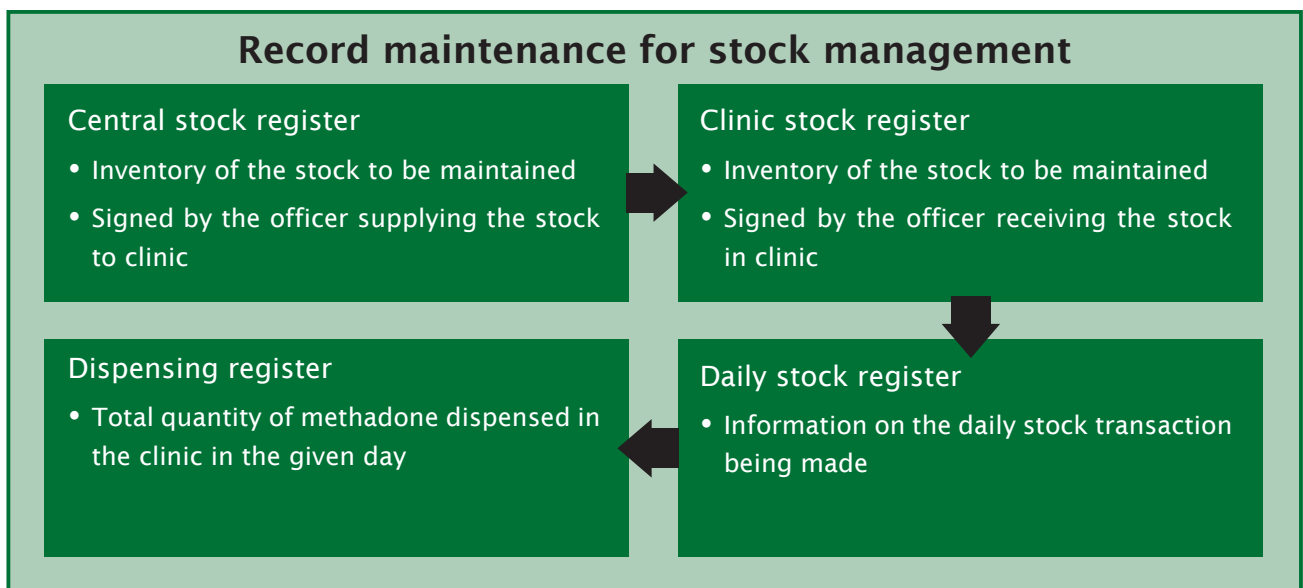 Record maintenance for stock management
Central stock register
• Inventory of the stock to be maintained
• Signed by the officer supplying the stock
to clinic
Clinic stock register
• Inventory of the stock to be maintained
• Signed by the officer receiving the stock
in clinic
Dispensing register
• Total quantity of methadone dispensed in
the clinic in the given day
Daily stock register
• Information on the daily stock transaction
being made